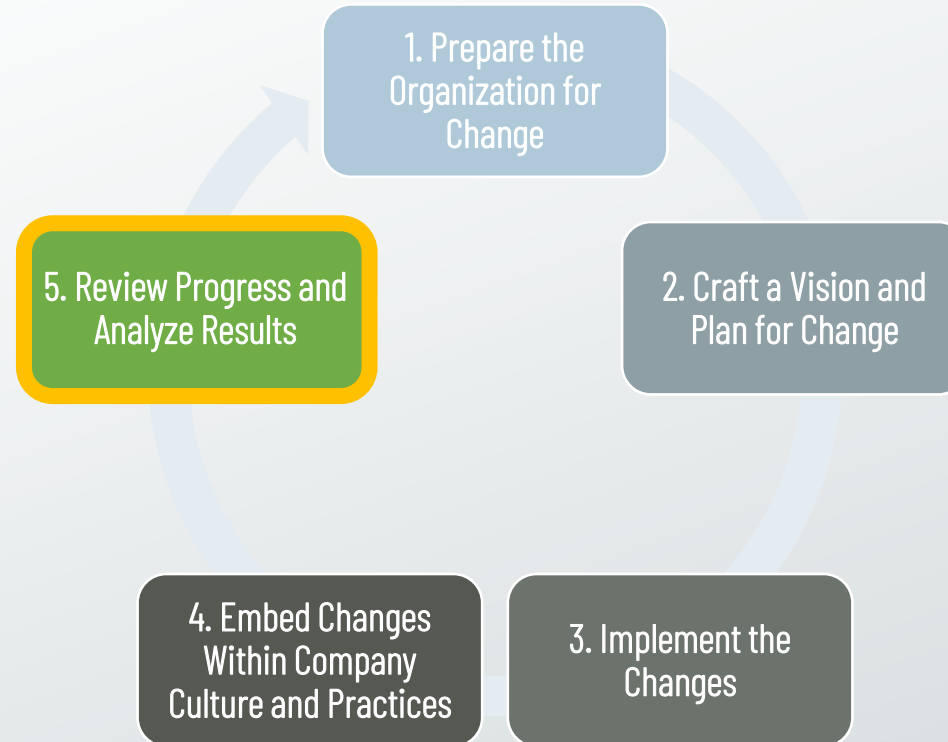 1. Prepare the
Organization for
Change
2. Craft a Vision and
Plan for Change
3. Implement the
Changes
4. Embed Changes
Within Company
Culture and Practices
5. Review Progress and
Analyze Results